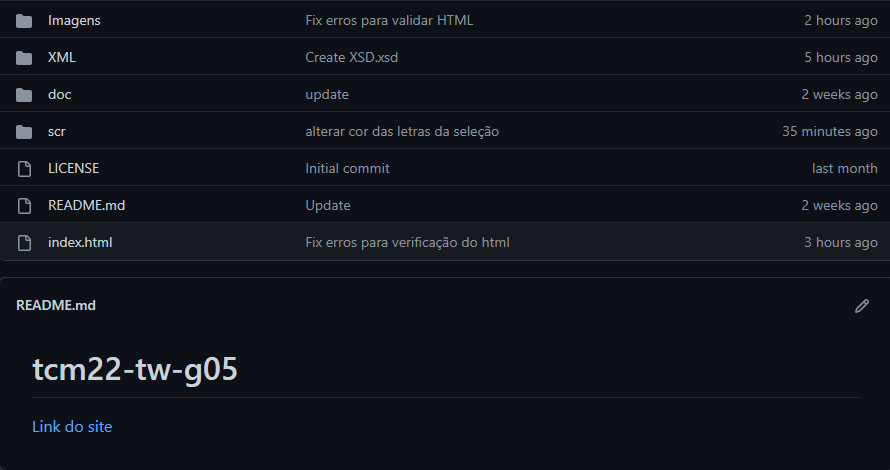 Imagens Fix erros para validar HTML 2 hours ago
XML Create XSD.xsd 5 hours ago
doc update 2 weeks ago
scr alterar cor das letras da seleção 35 minutes ago
LICENSE Initial commit last month
README.md Update 2 weeks ago
index.html Fix erros para verificação do html 3 hours ago
README.md
tcm22-tw-g05
Link do site